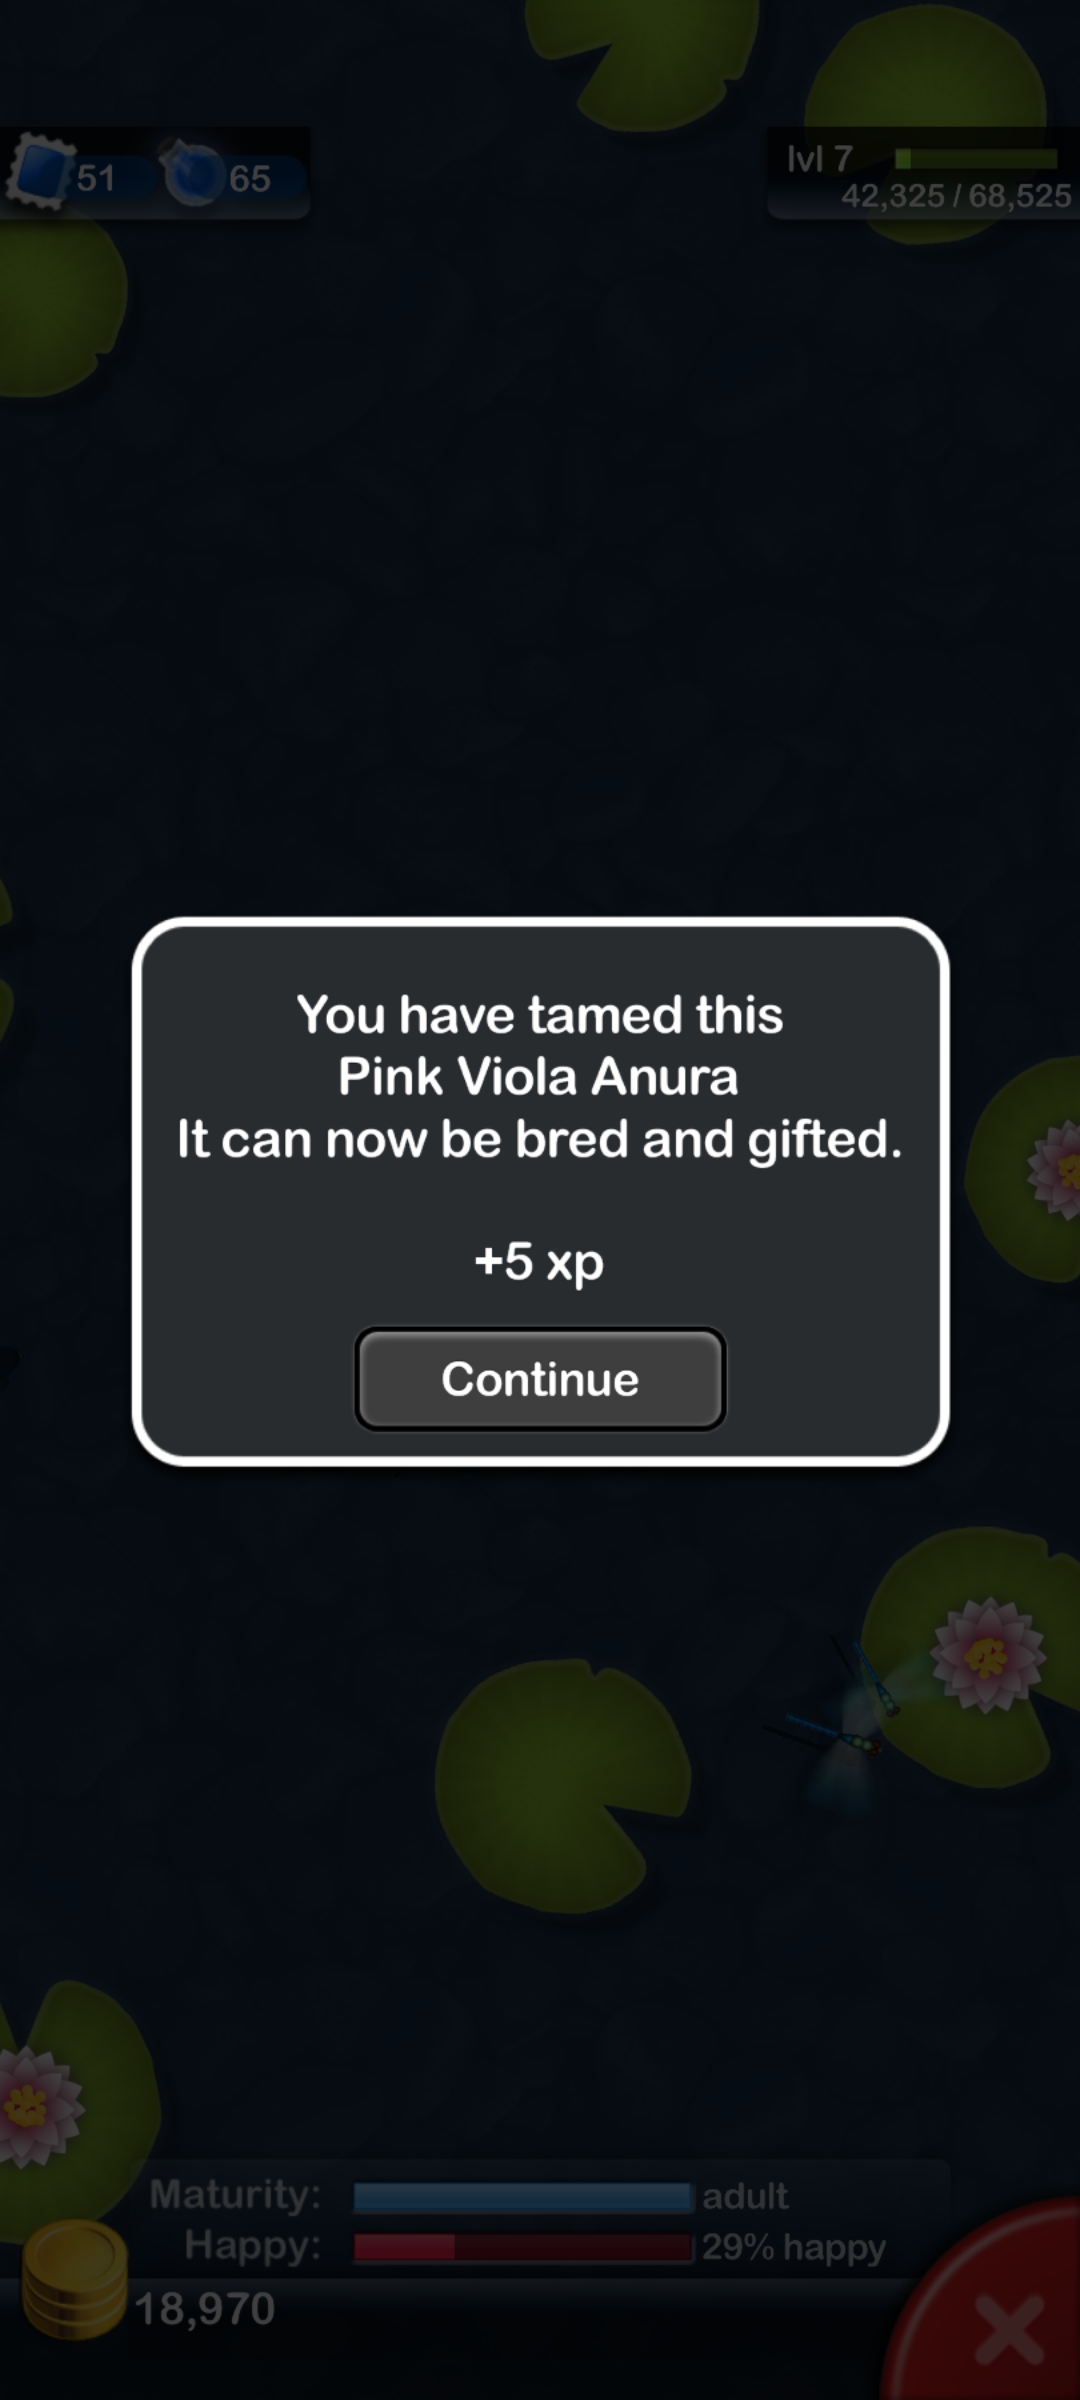 51
65
lvl 7
42,325 / 68,525
You have tamed this
Pink Viola Anura
It can now be bred and gifted.
+5 xp
Continue
Maturity: adult
Happy: 29% happy
18,970